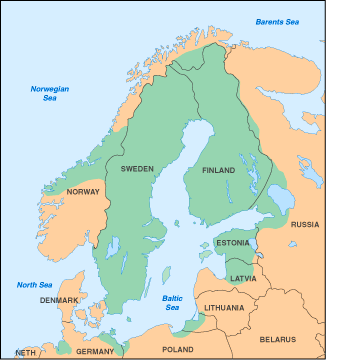 Barents Sea
Norwegian
Sea
SWEDEN
FINLAND
NORWAY
RUSSIA
ESTONIA
LATVIA
North Sea
DENMARK
Baltic
Sea
LITHUANIA
BELARUS
NETH
GERMANY
POLAND